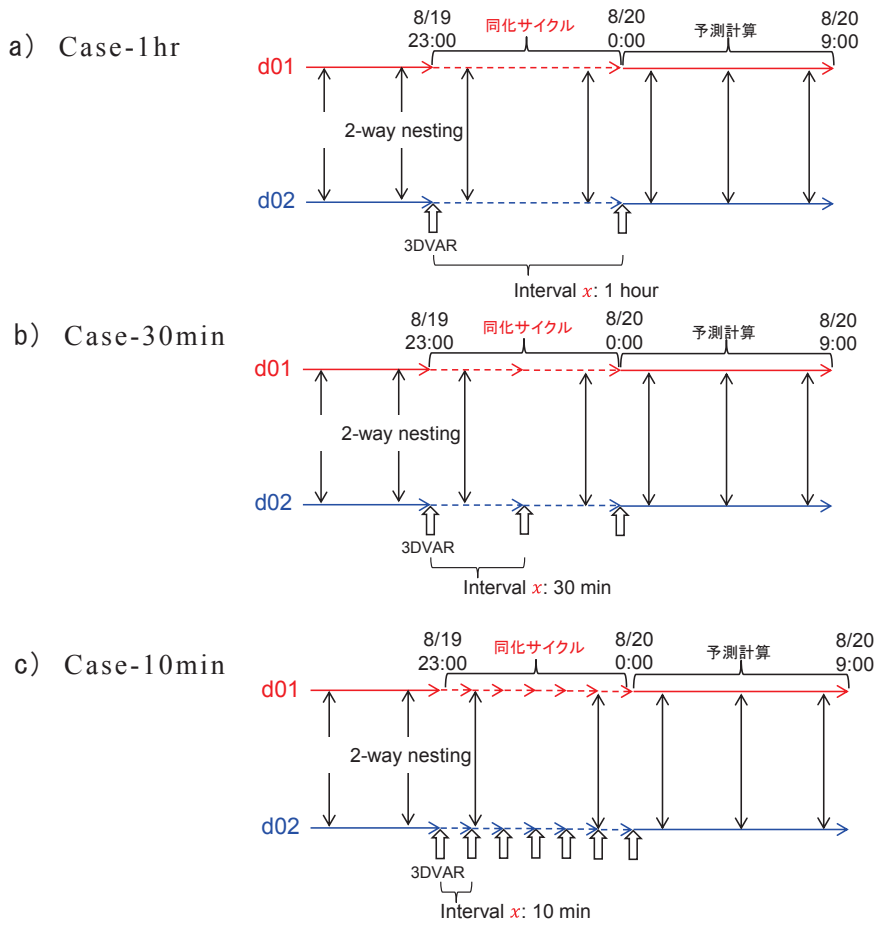 a) Case-1hr
8/19
23:00
同化サイクル
8/20
0:00
予測計算
8/20
9:00
d01
2-way nesting
d02
3DVAR
Interval x: 1 hour
b) Case-30min
8/19
23:00
同化サイクル
8/20
0:00
予測計算
8/20
9:00
d01
2-way nesting
d02
3DVAR
Interval x: 30 min
c) Case-10min
8/19
23:00
同化サイクル
8/20
0:00
予測計算
8/20
9:00
d01
2-way nesting
d02
3DVAR
Interval x: 10 min